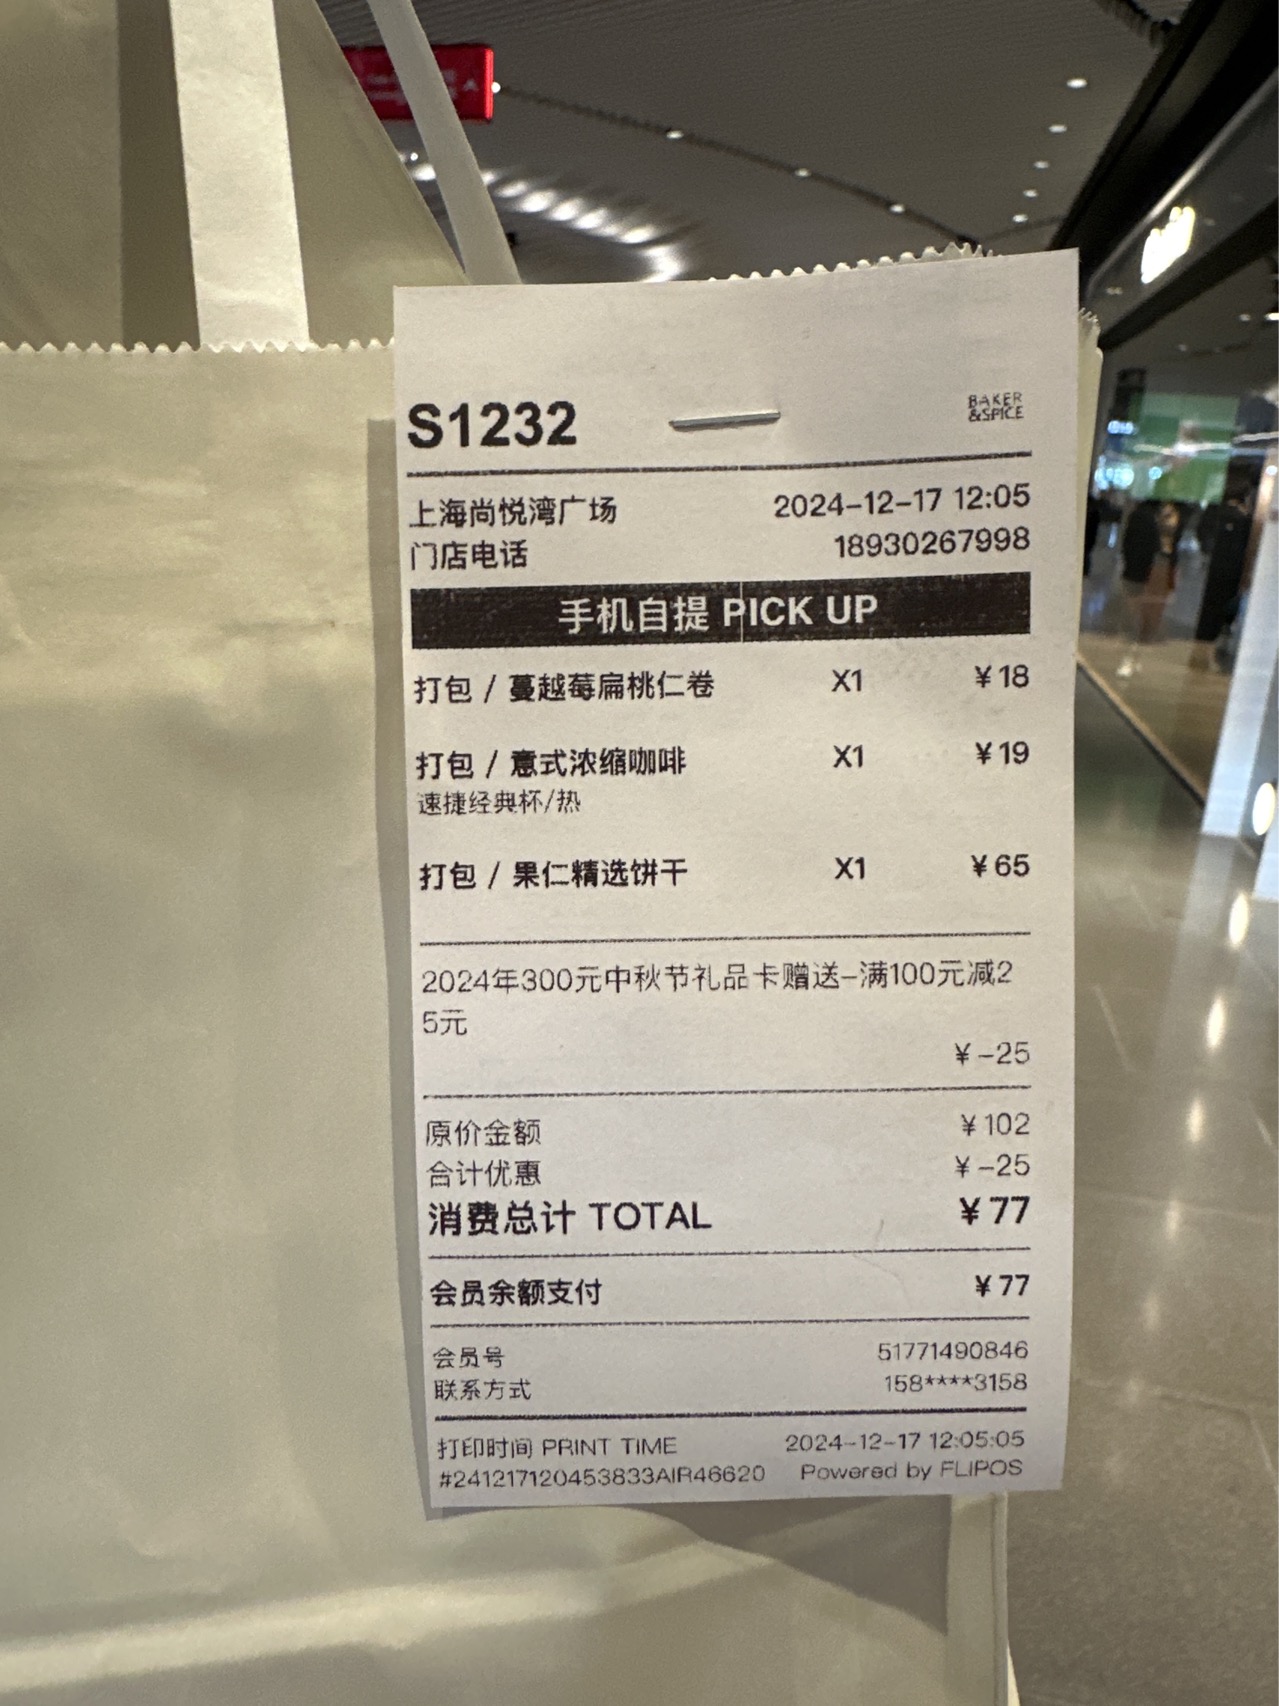 S1232
BAKER
&SPICE
上海尚悦湾广场 2024-12-17 12:05
门店电话 18930267998
手机自提 PICK UP
打包 / 蔓越莓扁桃仁卷 X1 ¥18
打包 / 意式浓缩咖啡 X1 ¥19
速捷经典杯/热
打包 / 果仁精选饼干 X1 ¥65
2024年300元中秋节礼品卡赠送-满100元减2
5元
¥-25
原价金额 ¥102
合计优惠 ¥-25
消费总计 TOTAL ¥77
会员余额支付 ¥77
会员号 51771490846
联系方式 158****3158
打印时间 PRINT TIME 2024-12-17 12:05:05
#241217120453833AIR46620 Powered by FLIPOS